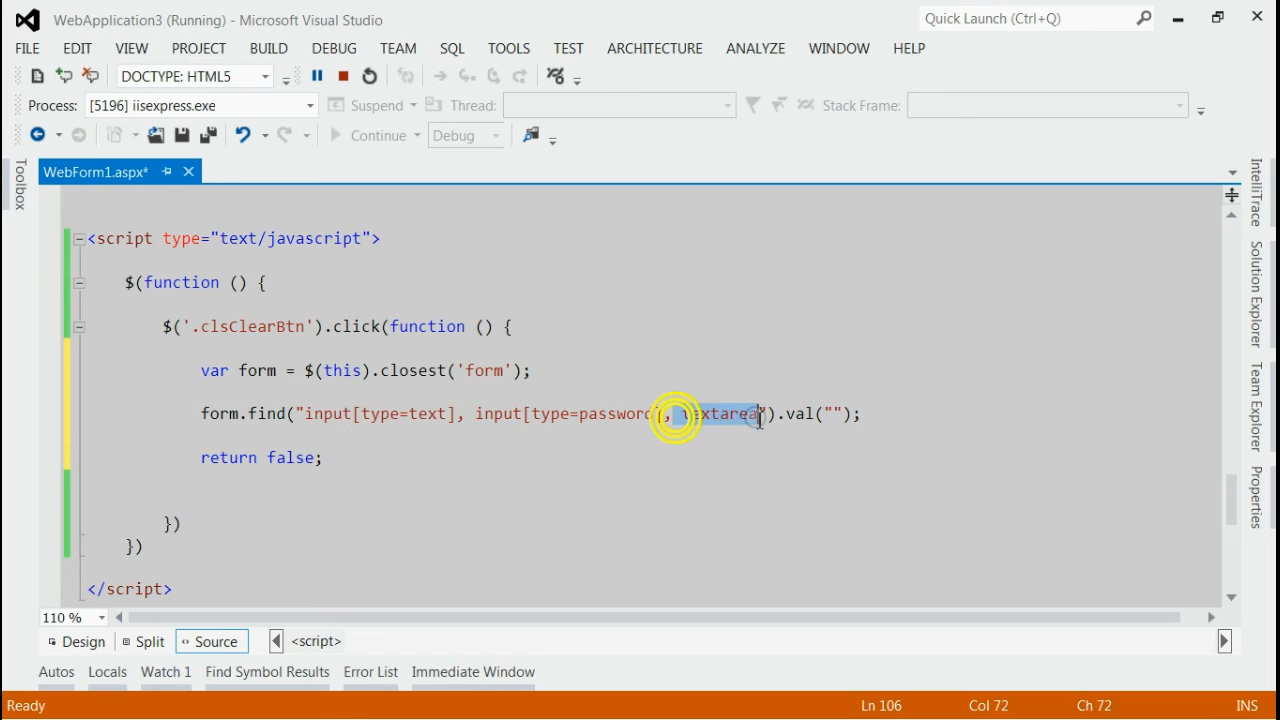 WebApplication3 (Running) - Microsoft Visual Studio
Quick Launch (Ctrl+Q)
FILE EDIT VIEW PROJECT BUILD DEBUG TEAM SQL TOOLS TEST ARCHITECTURE ANALYZE WINDOW HELP
DOCTYPE: HTML5
Process: [5196] iisexpress.exe Suspend Thread: Stack Frame:
Continue Debug
Toolbox
WebForm1.aspx*
<script type="text/javascript">
$(function () {
$('.clsClearBtn').click(function () {
var form = $(this).closest('form');
form.find("input[type=text], input[type=password], textarea").val("");
return false;
})
})
</script>
110 %
Design Split Source <script>
Autos Locals Watch 1 Find Symbol Results Error List Immediate Window
Ready Ln 106 Col 72 Ch 72 INS
IntelliTrace
Solution Explorer
Team Explorer
Properties